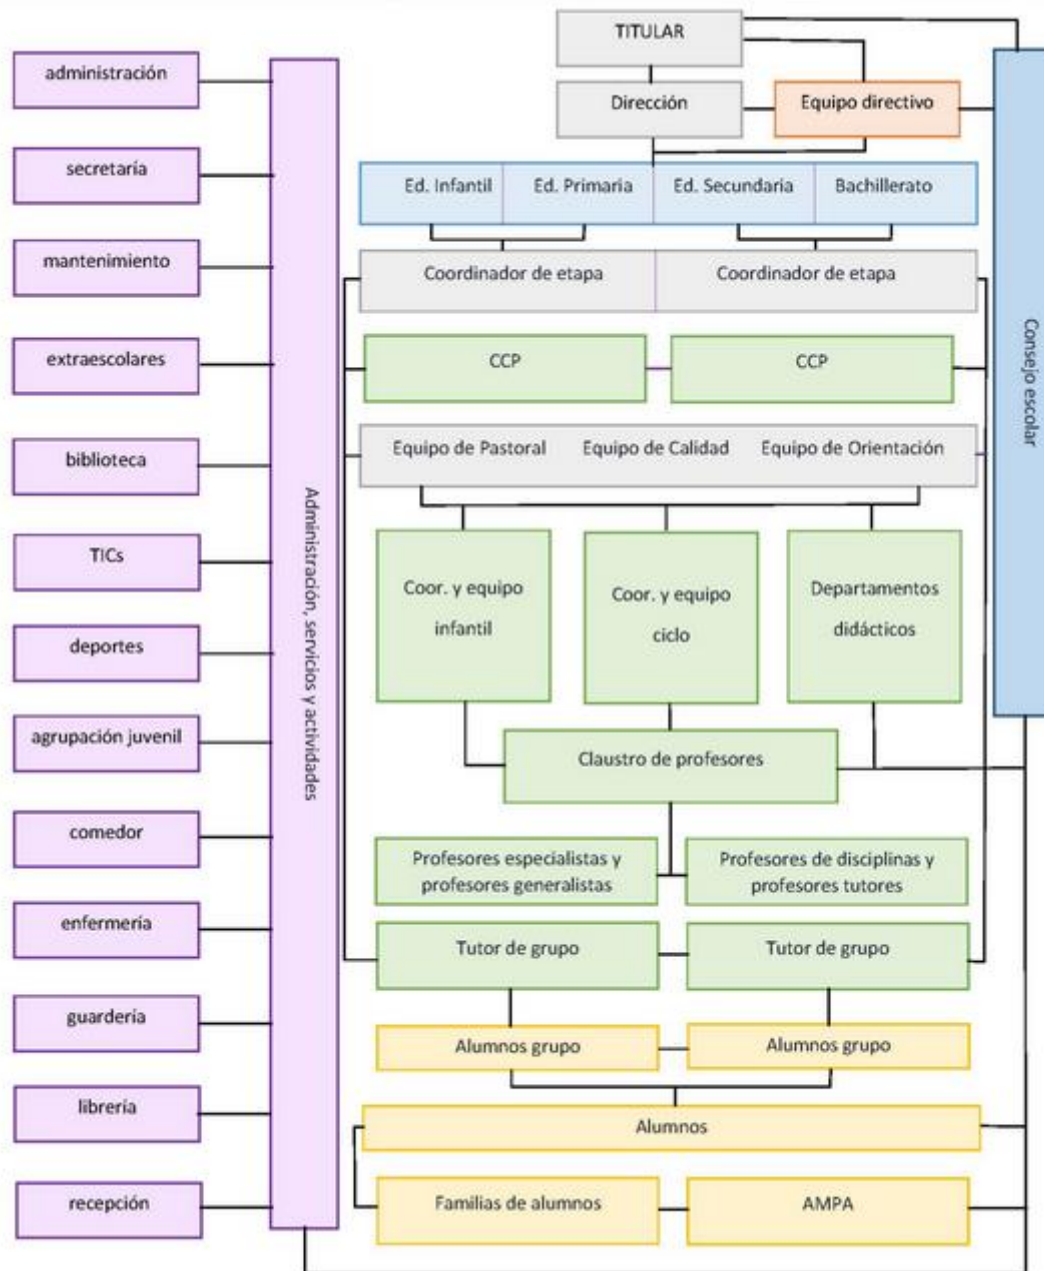 TITULAR
Dirección
Equipo directivo
Ed. Infantil
Ed. Primaria
Ed. Secundaria
Bachillerato
Coordinador de etapa
Coordinador de etapa
CCP
CCP
Equipo de Pastoral
Equipo de Calidad
Equipo de Orientación
Coor. y equipo
infantil
Coor. y equipo
ciclo
Departamentos
didácticos
Claustro de profesores
Profesores especialistas y
profesores generalistas
Profesores de disciplinas y
profesores tutores
Tutor de grupo
Tutor de grupo
Alumnos grupo
Alumnos grupo
Alumnos
Familias de alumnos
AMPA
Consejo escolar
Administración, servicios y actividades
administración
secretaría
mantenimiento
extraescolares
biblioteca
TICs
deportes
agrupación juvenil
comedor
enfermería
guardería
librería
recepción